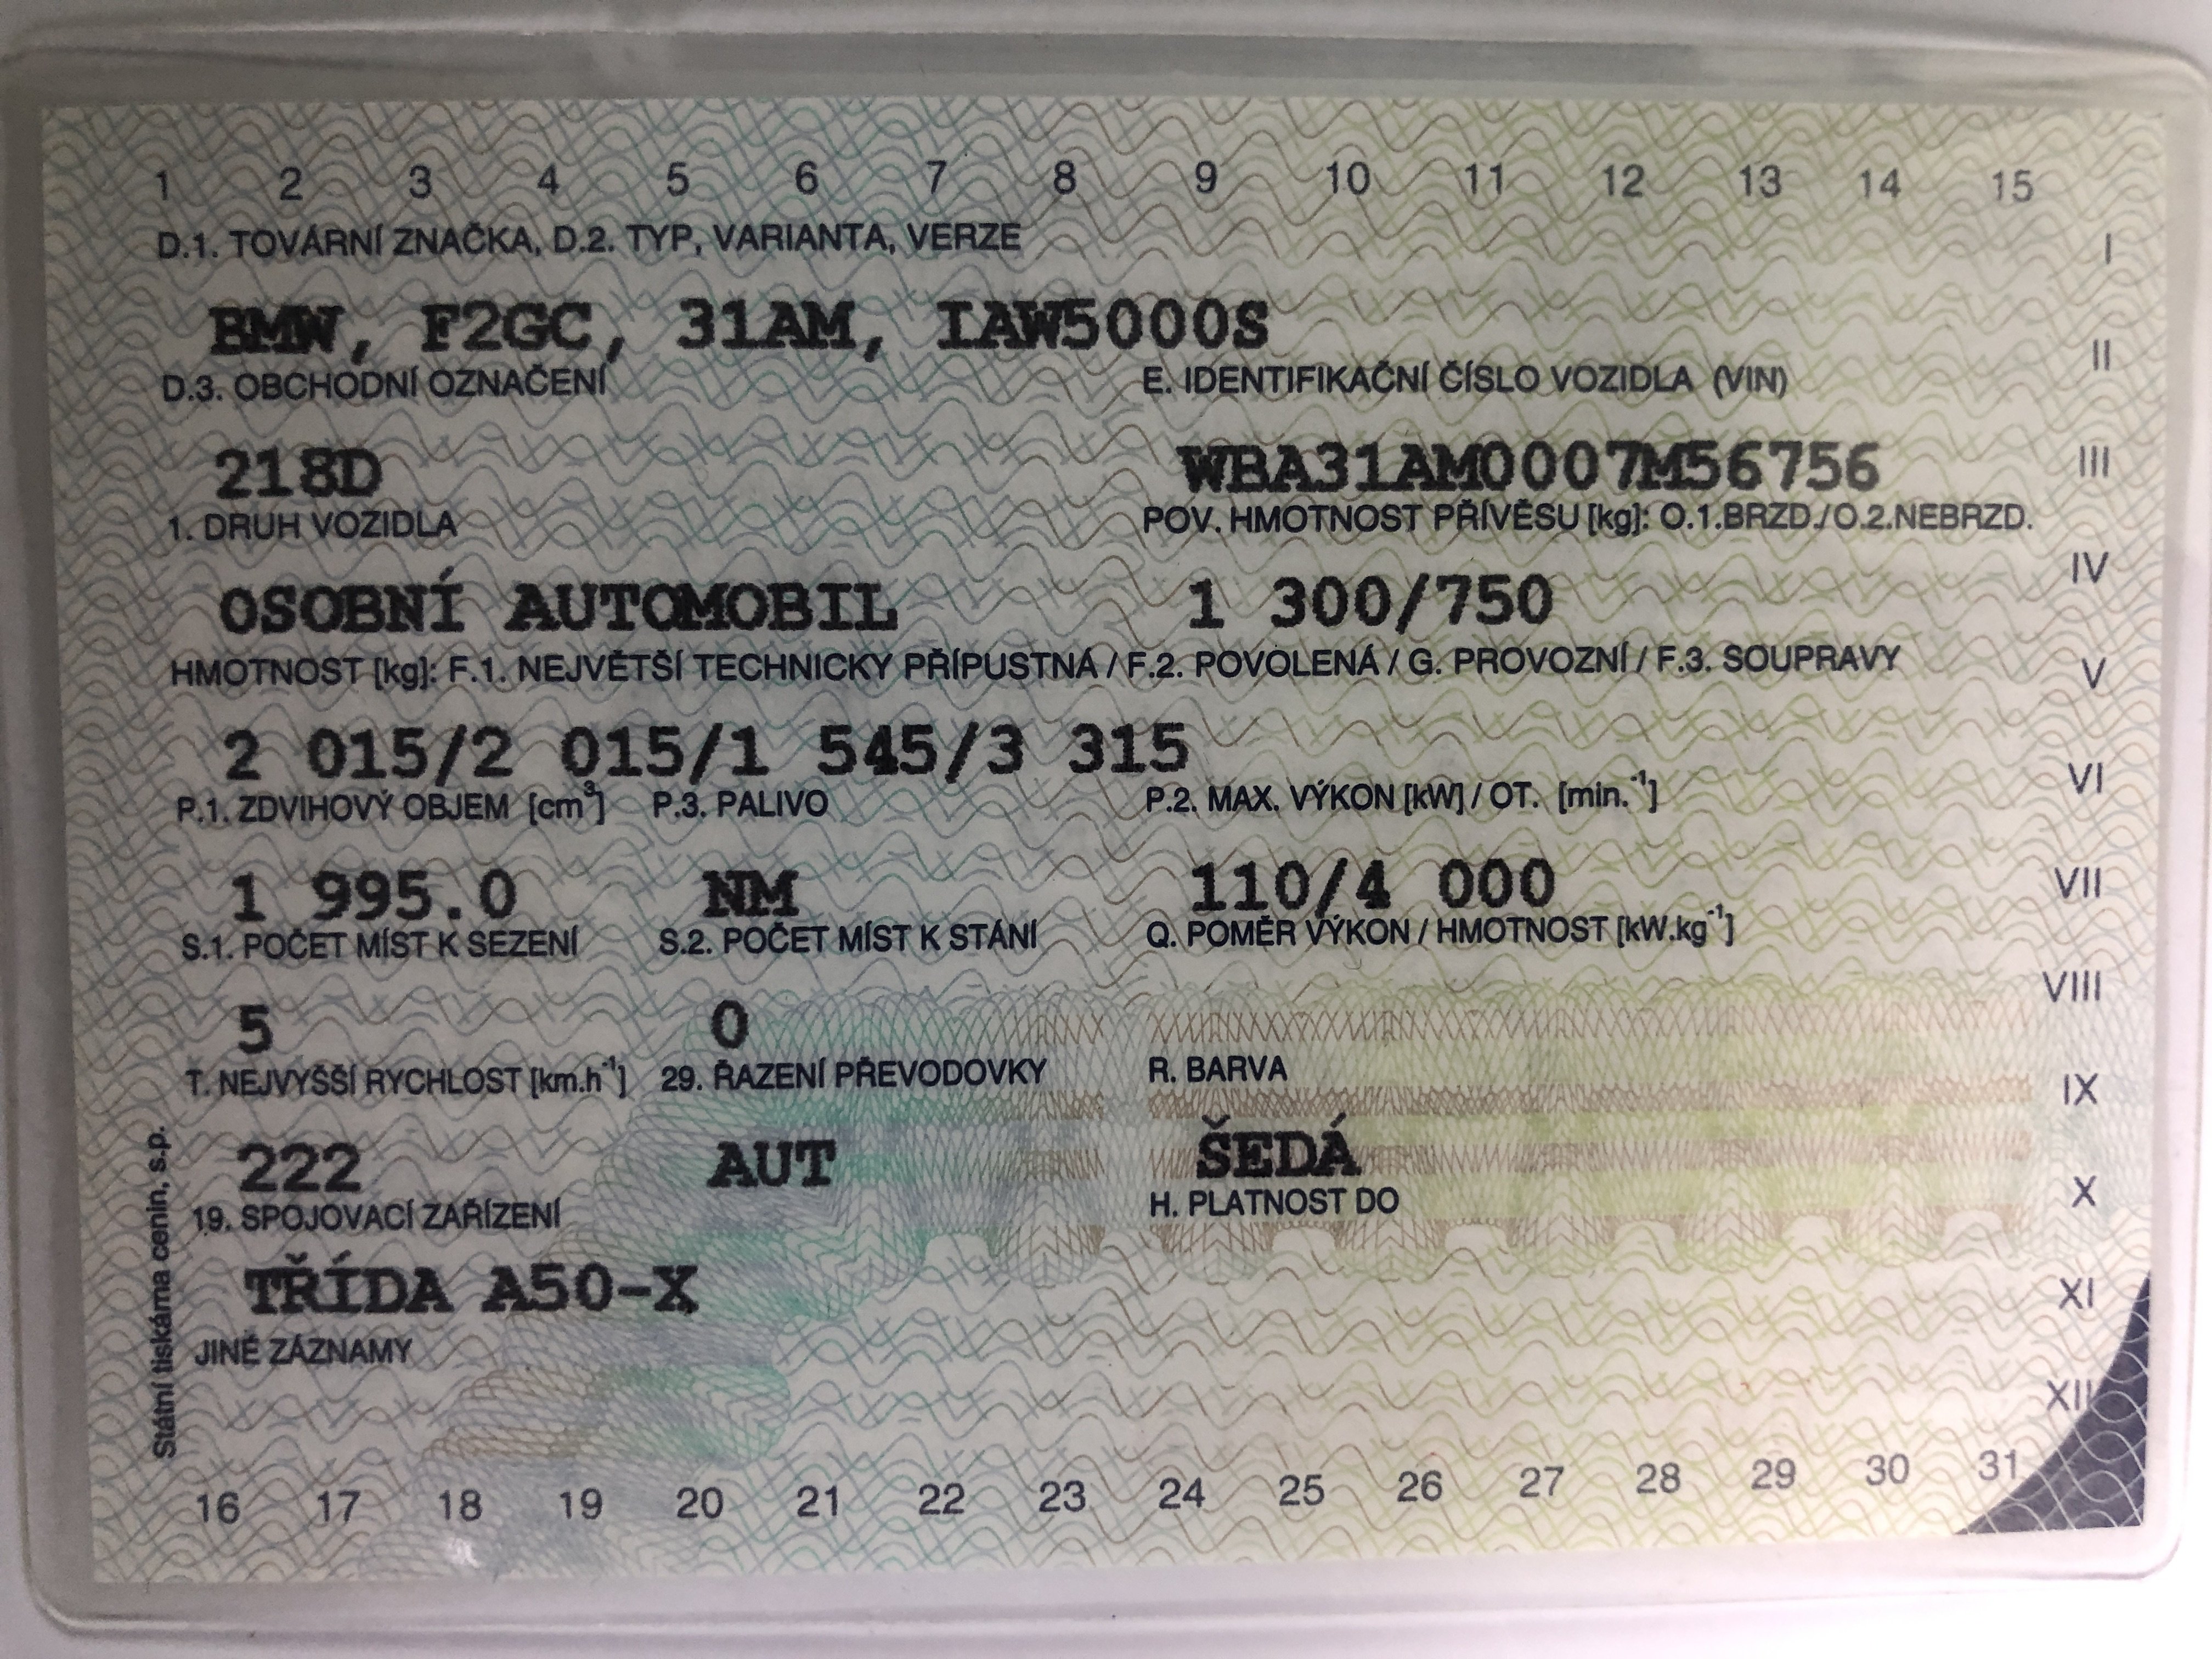 1 2 3 4 5 6 7 8 9 10 11 12 13 14 15
D.1. TOVÁRNÍ ZNAČKA, D.2. TYP, VARIANTA, VERZE
I
BMW, F2GC, 31AM, IAW5000S
II
D.3. OBCHODNÍ OZNAČENÍ E. IDENTIFIKAČNÍ ČÍSLO VOZIDLA (VIN)
218D WBA31AM0007M56756
III
1. DRUH VOZIDLA POV. HMOTNOST PŘÍVĚSU [kg]: O.1.BRZD./O.2.NEBRZD.
IV
OSOBNÍ AUTOMOBIL 1 300/750
HMOTNOST [kg]: F.1. NEJVĚTŠÍ TECHNICKY PŘÍPUSTNÁ / F.2. POVOLENÁ / G. PROVOZNÍ / F.3. SOUPRAVY
V
2 015/2 015/1 545/3 315
VI
P.1. ZDVIHOVÝ OBJEM [cm³] P.3. PALIVO P.2. MAX. VÝKON [kW] / OT. [min.⁻¹]
1 995.0 NM 110/4 000
VII
S.1. POČET MÍST K SEZENÍ S.2. POČET MÍST K STÁNÍ Q. POMĚR VÝKON / HMOTNOST [kW.kg⁻¹]
VIII
5 0
T. NEJVYŠŠÍ RYCHLOST [km.h⁻¹] 29. ŘAZENÍ PŘEVODOVKY R. BARVA
IX
222 AUT ŠEDÁ
X
19. SPOJOVACÍ ZAŘÍZENÍ H. PLATNOST DO
TŘÍDA A50-X
XI
JINÉ ZÁZNAMY
XII
Státní tiskárna cenin, s.p.
16 17 18 19 20 21 22 23 24 25 26 27 28 29 30 31